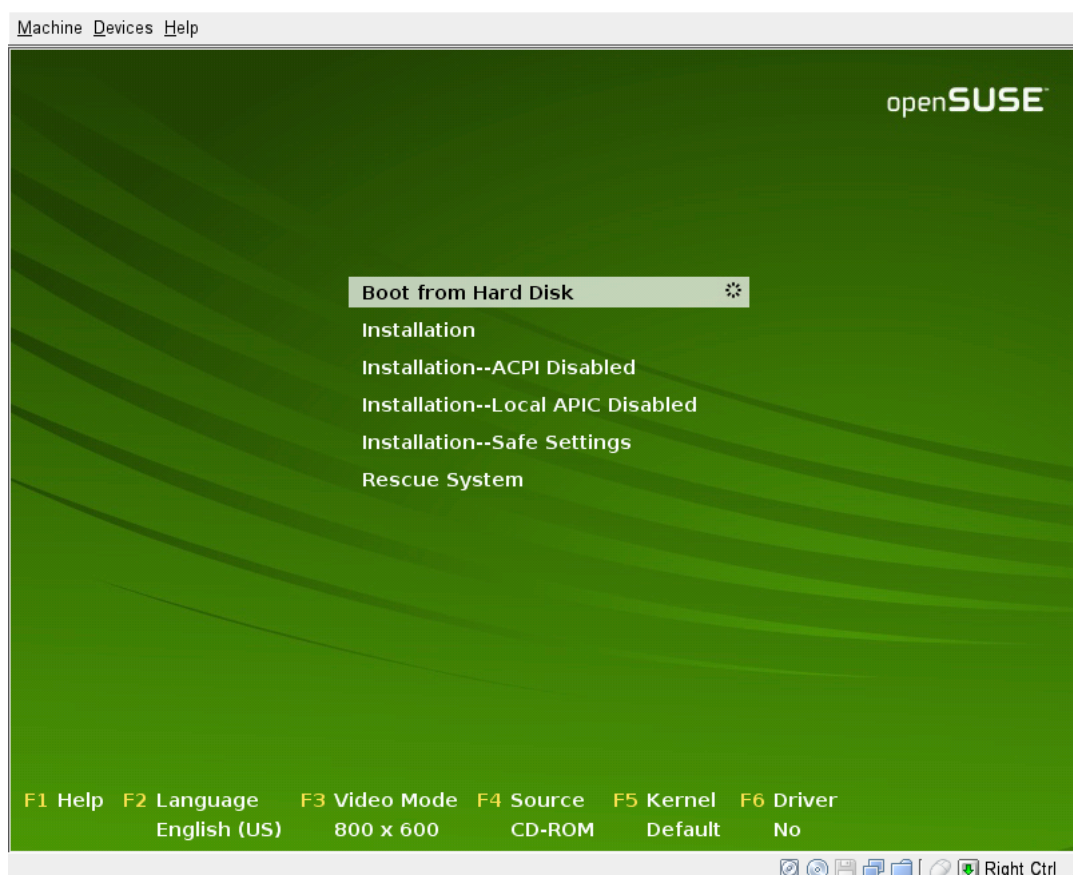 Machine Devices Help
openSUSE
Boot from Hard Disk
Installation
Installation--ACPI Disabled
Installation--Local APIC Disabled
Installation--Safe Settings
Rescue System
F1 Help F2 Language F3 Video Mode F4 Source F5 Kernel F6 Driver
English (US) 800 x 600 CD-ROM Default No
Right Ctrl